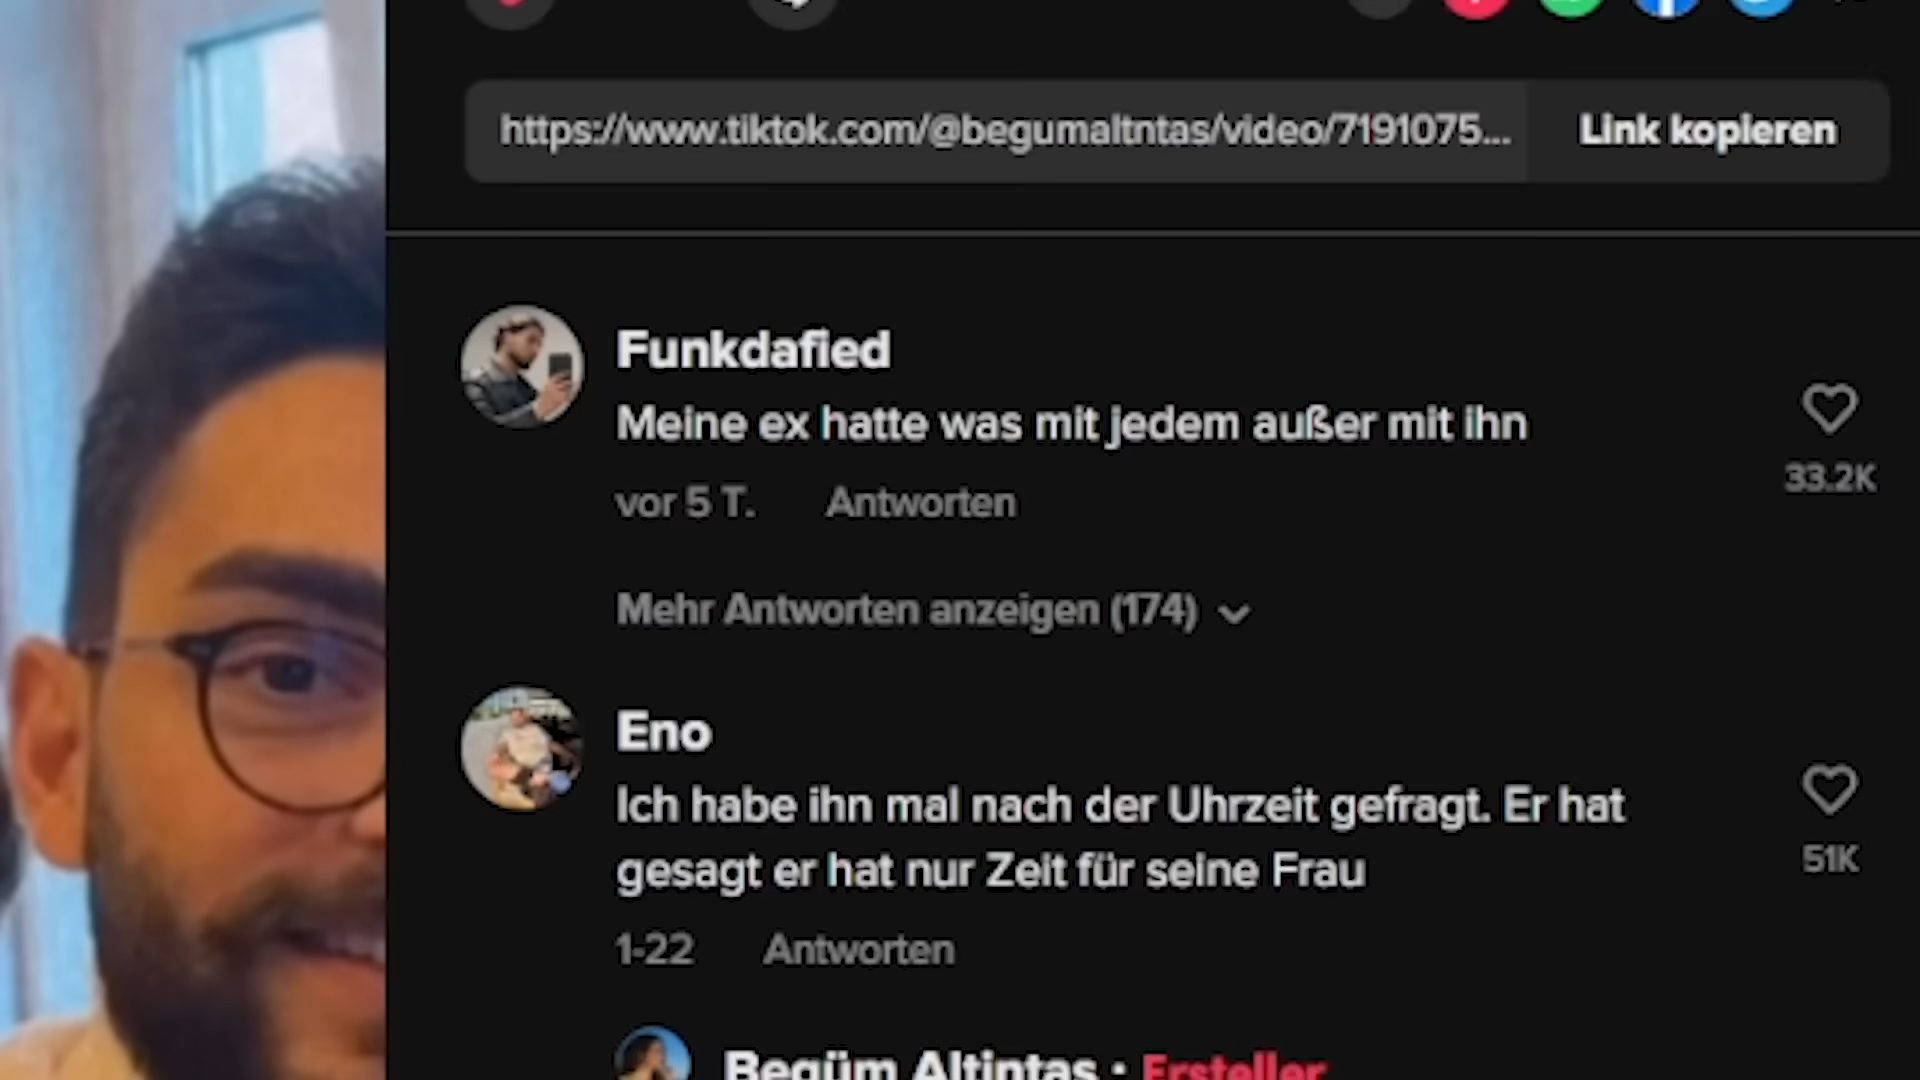 https://www.tiktok.com/@begumaltntas/video/7191075...
Link kopieren
Funkdafied
Meine ex hatte was mit jedem außer mit ihn
33.2K
vor 5 T. Antworten
Mehr Antworten anzeigen (174)
Eno
Ich habe ihn mal nach der Uhrzeit gefragt. Er hat
gesagt er hat nur Zeit für seine Frau
51K
1-22 Antworten
Begüm Altintas · Ersteller